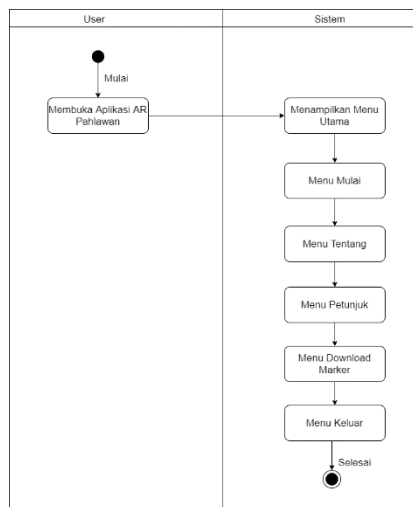 User
Sistem
Mulai
Membuka Aplikasi AR
Pahlawan
Menampilkan Menu
Utama
Menu Mulai
Menu Tentang
Menu Petunjuk
Menu Download
Marker
Menu Keluar
Selesai